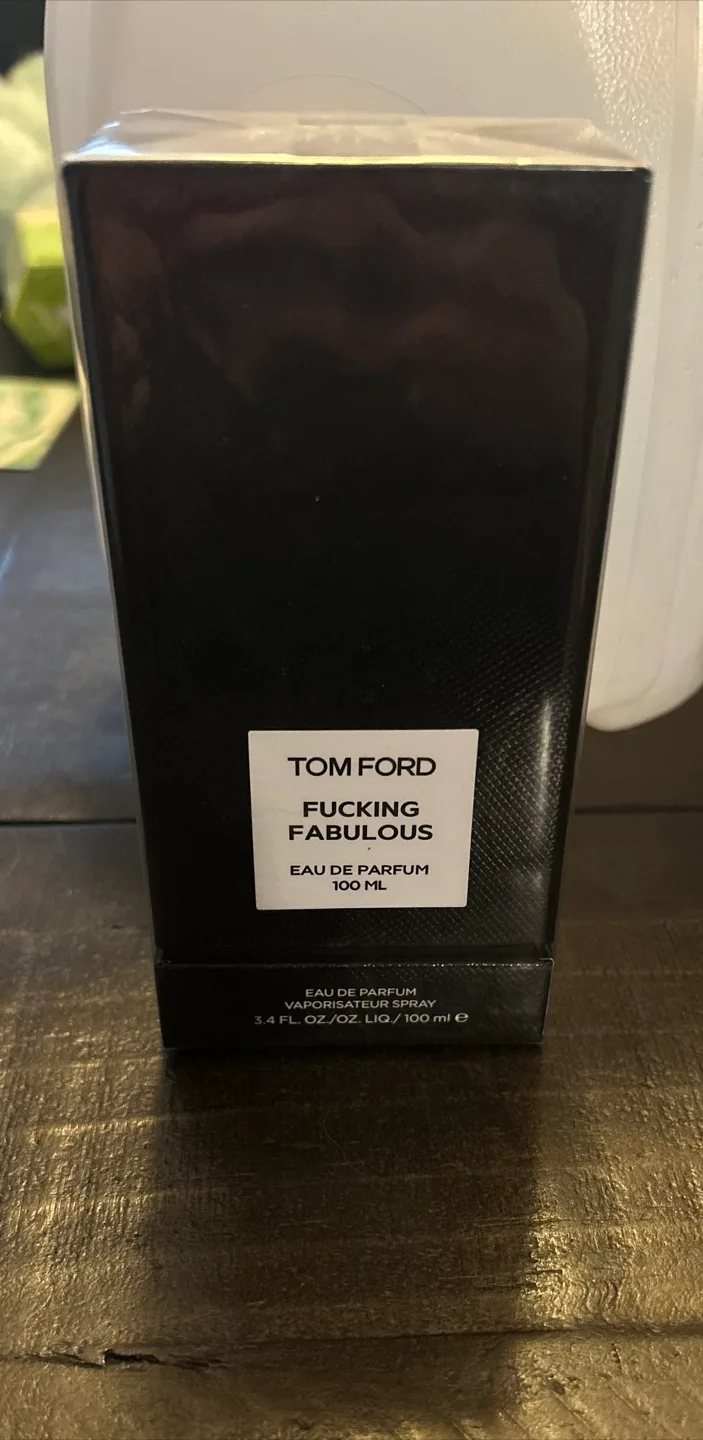 TOM FORD
FUCKING
FABULOUS
EAU DE PARFUM
100 ML
EAU DE PARFUM
VAPORISATEUR SPRAY
3.4 FL. OZ./OZ. LIQ./ 100 ml ℮